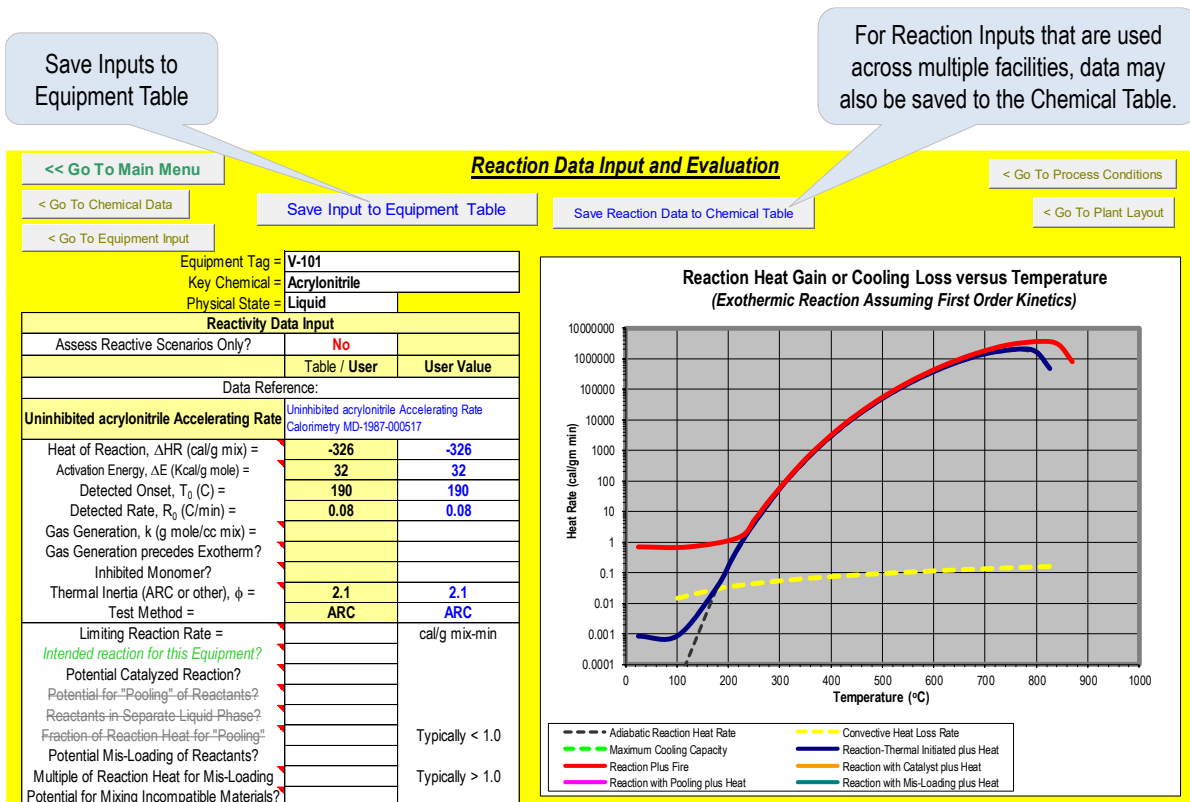 Save Inputs to
Equipment Table
For Reaction Inputs that are used
across multiple facilities, data may
also be saved to the Chemical Table.
<< Go To Main Menu
Reaction Data Input and Evaluation
< Go To Process Conditions
< Go To Chemical Data
Save Input to Equipment Table
Save Reaction Data to Chemical Table
< Go To Plant Layout
< Go To Equipment Input
Equipment Tag = V-101
Key Chemical = Acrylonitrile
Physical State = Liquid
Reactivity Data Input
Assess Reactive Scenarios Only? No
Table / User User Value
Data Reference:
Uninhibited acrylonitrile Accelerating Rate
Uninhibited acrylonitrile Accelerating Rate
Calorimetry MD-1987-000517
Heat of Reaction, ΔHR (cal/g mix) = -326 -326
Activation Energy, ΔE (Kcal/g mole) = 32 32
Detected Onset, T0 (C) = 190 190
Detected Rate, R0 (C/min) = 0.08 0.08
Gas Generation, k (g mole/cc mix) =
Gas Generation precedes Exotherm?
Inhibited Monomer?
Thermal Inertia (ARC or other), ϕ = 2.1 2.1
Test Method = ARC ARC
Limiting Reaction Rate = cal/g mix-min
Intended reaction for this Equipment?
Potential Catalyzed Reaction?
Potential for "Pooling" of Reactants?
Reactants in Separate Liquid Phase?
Fraction of Reaction Heat for "Pooling" Typically < 1.0
Potential Mis-Loading of Reactants?
Multiple of Reaction Heat for Mis-Loading Typically > 1.0
Potential for Mixing Incompatible Materials?
Reaction Heat Gain or Cooling Loss versus Temperature
(Exothermic Reaction Assuming First Order Kinetics)
Heat Rate (cal/gm min)
10000000
1000000
100000
10000
1000
100
10
1
0.1
0.01
0.001
0.0001
0 100 200 300 400 500 600 700 800 900 1000
Temperature (ºC)
Adiabatic Reaction Heat Rate
Convective Heat Loss Rate
Maximum Cooling Capacity
Reaction-Thermal Initiated plus Heat
Reaction Plus Fire
Reaction with Catalyst plus Heat
Reaction with Pooling plus Heat
Reaction with Mis-Loading plus Heat